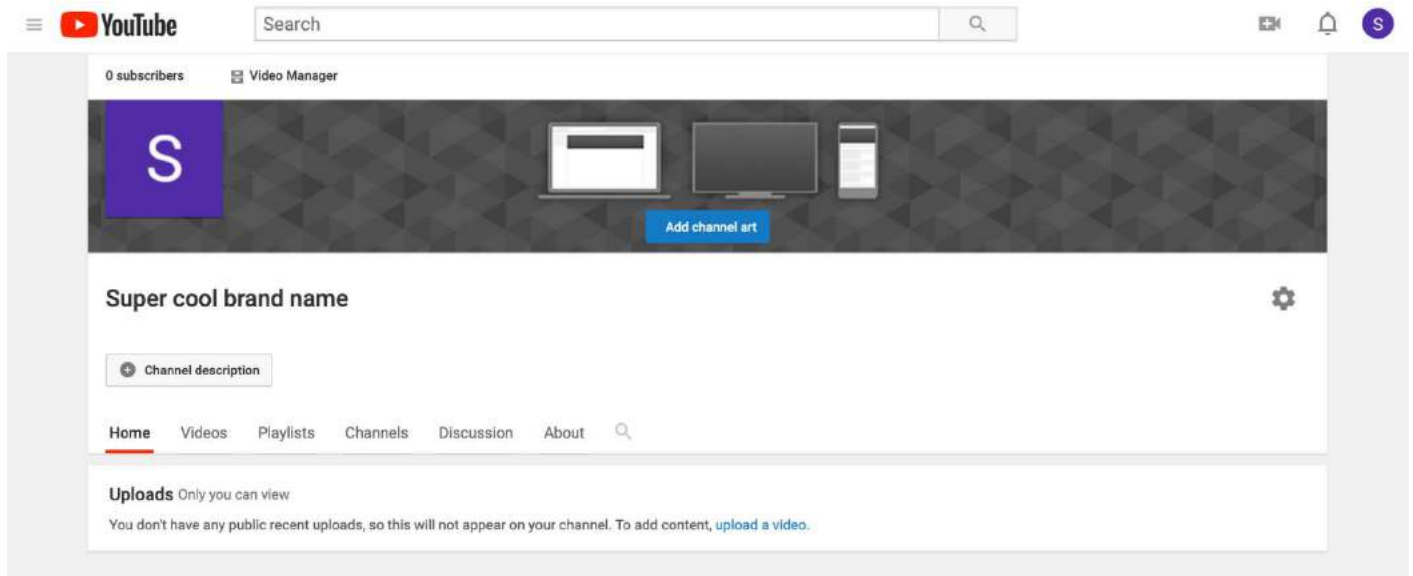 YouTube Search S
0 subscribers Video Manager
S
Add channel art
Super cool brand name
Channel description
Home Videos Playlists Channels Discussion About
Uploads Only you can view
You don't have any public recent uploads, so this will not appear on your channel. To add content, upload a video.